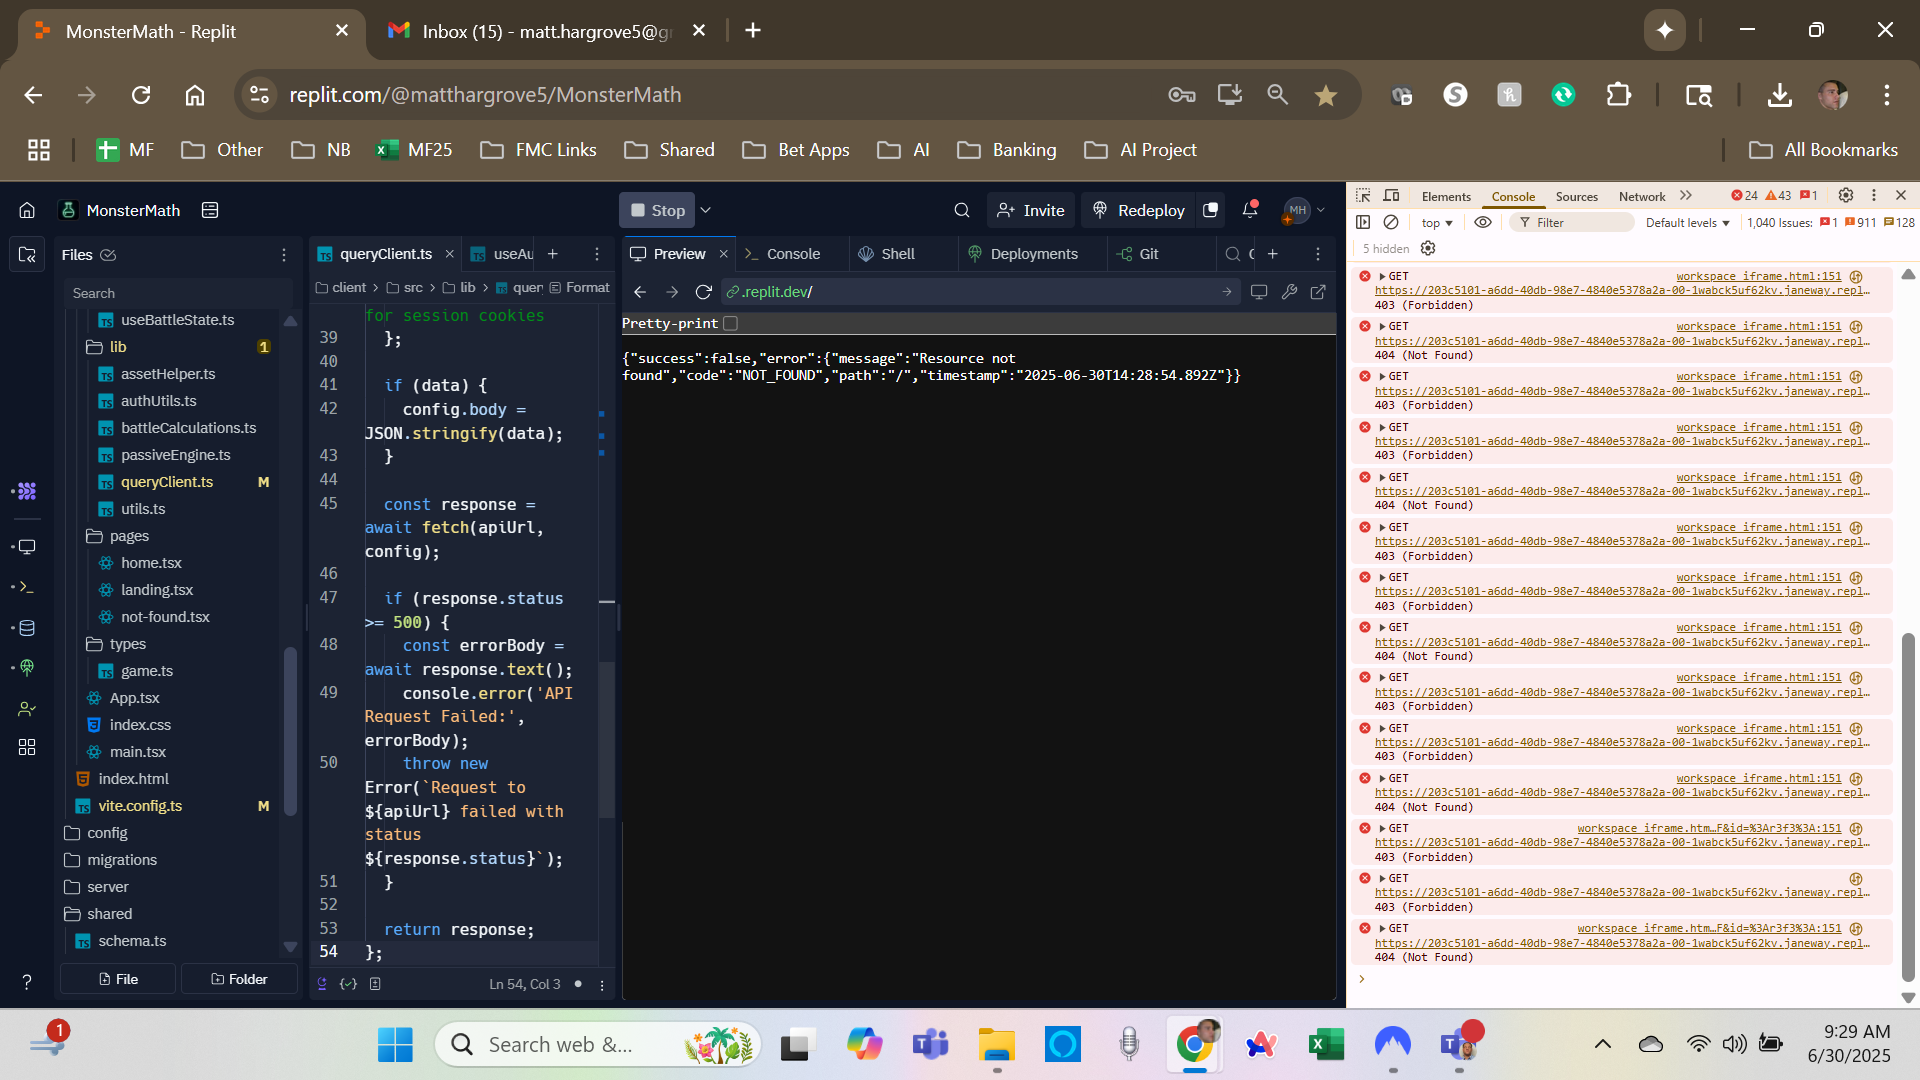 MonsterMath - Replit
Inbox (15) - matt.hargrove5@g
replit.com/@matthargrove5/MonsterMath
MF
Other
NB
MF25
FMC Links
Shared
Bet Apps
AI
Banking
AI Project
All Bookmarks
MonsterMath
Stop
Invite
Redeploy
MH
Files
Search
useBattleState.ts
lib
1
assetHelper.ts
authUtils.ts
battleCalculations.ts
passiveEngine.ts
queryClient.ts
M
utils.ts
pages
home.tsx
landing.tsx
not-found.tsx
types
game.ts
App.tsx
index.css
main.tsx
index.html
vite.config.ts
M
config
migrations
server
shared
schema.ts
File
Folder
queryClient.ts
useAu
client > src > lib > quer
Format
for session cookies
39 };
40
41 if (data) {
42 config.body =
JSON.stringify(data);
43 }
44
45 const response =
await fetch(apiUrl,
config);
46
47 if (response.status
>= 500) {
48 const errorBody =
await response.text();
49 console.error('API
Request Failed:',
errorBody);
50 throw new
Error(`Request to
${apiUrl} failed with
status
${response.status}`);
51 }
52
53 return response;
54 };
Ln 54, Col 3
Preview
Console
Shell
Deployments
Git
.replit.dev/
Pretty-print
{"success":false,"error":{"message":"Resource not
found","code":"NOT_FOUND","path":"/","timestamp":"2025-06-30T14:28:54.892Z"}}
Elements
Console
Sources
Network
24
43
1
top
Filter
Default levels
1,040 Issues:
1
911
128
5 hidden
GET workspace_iframe.html:151
https://203c5101-a6dd-40db-98e7-4840e5378a2a-00-1wabck5uf62kv.janeway.repl…
403 (Forbidden)
GET workspace_iframe.html:151
https://203c5101-a6dd-40db-98e7-4840e5378a2a-00-1wabck5uf62kv.janeway.repl…
404 (Not Found)
GET workspace_iframe.html:151
https://203c5101-a6dd-40db-98e7-4840e5378a2a-00-1wabck5uf62kv.janeway.repl…
403 (Forbidden)
GET workspace_iframe.html:151
https://203c5101-a6dd-40db-98e7-4840e5378a2a-00-1wabck5uf62kv.janeway.repl…
403 (Forbidden)
GET workspace_iframe.html:151
https://203c5101-a6dd-40db-98e7-4840e5378a2a-00-1wabck5uf62kv.janeway.repl…
404 (Not Found)
GET workspace_iframe.html:151
https://203c5101-a6dd-40db-98e7-4840e5378a2a-00-1wabck5uf62kv.janeway.repl…
403 (Forbidden)
GET workspace_iframe.html:151
https://203c5101-a6dd-40db-98e7-4840e5378a2a-00-1wabck5uf62kv.janeway.repl…
403 (Forbidden)
GET workspace_iframe.html:151
https://203c5101-a6dd-40db-98e7-4840e5378a2a-00-1wabck5uf62kv.janeway.repl…
404 (Not Found)
GET workspace_iframe.html:151
https://203c5101-a6dd-40db-98e7-4840e5378a2a-00-1wabck5uf62kv.janeway.repl…
403 (Forbidden)
GET workspace_iframe.html:151
https://203c5101-a6dd-40db-98e7-4840e5378a2a-00-1wabck5uf62kv.janeway.repl…
403 (Forbidden)
GET workspace_iframe.html:151
https://203c5101-a6dd-40db-98e7-4840e5378a2a-00-1wabck5uf62kv.janeway.repl…
404 (Not Found)
GET workspace_iframe.htm…F&id=%3Ar3f3%3A:151
https://203c5101-a6dd-40db-98e7-4840e5378a2a-00-1wabck5uf62kv.janeway.repl…
403 (Forbidden)
GET
https://203c5101-a6dd-40db-98e7-4840e5378a2a-00-1wabck5uf62kv.janeway.repl…
403 (Forbidden)
GET workspace_iframe.htm…F&id=%3Ar3f3%3A:151
https://203c5101-a6dd-40db-98e7-4840e5378a2a-00-1wabck5uf62kv.janeway.repl…
404 (Not Found)
1
Search web &...
9:29 AM
6/30/2025